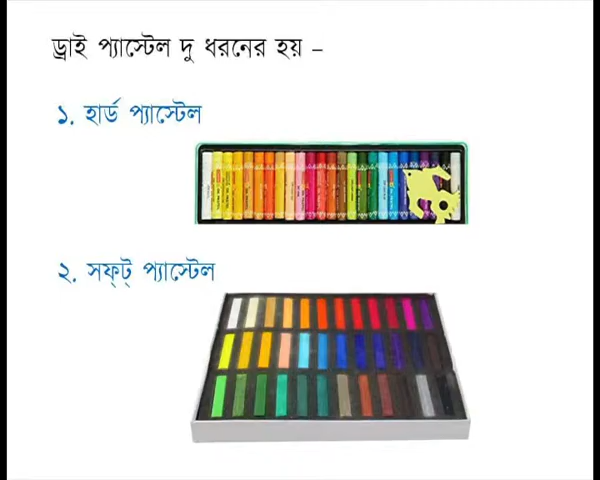 ড্রাই প্যাস্টেল দু ধরনের হয় –
১. হার্ড প্যাস্টেল
২. সফ্‌ট্‌ প্যাস্টেল